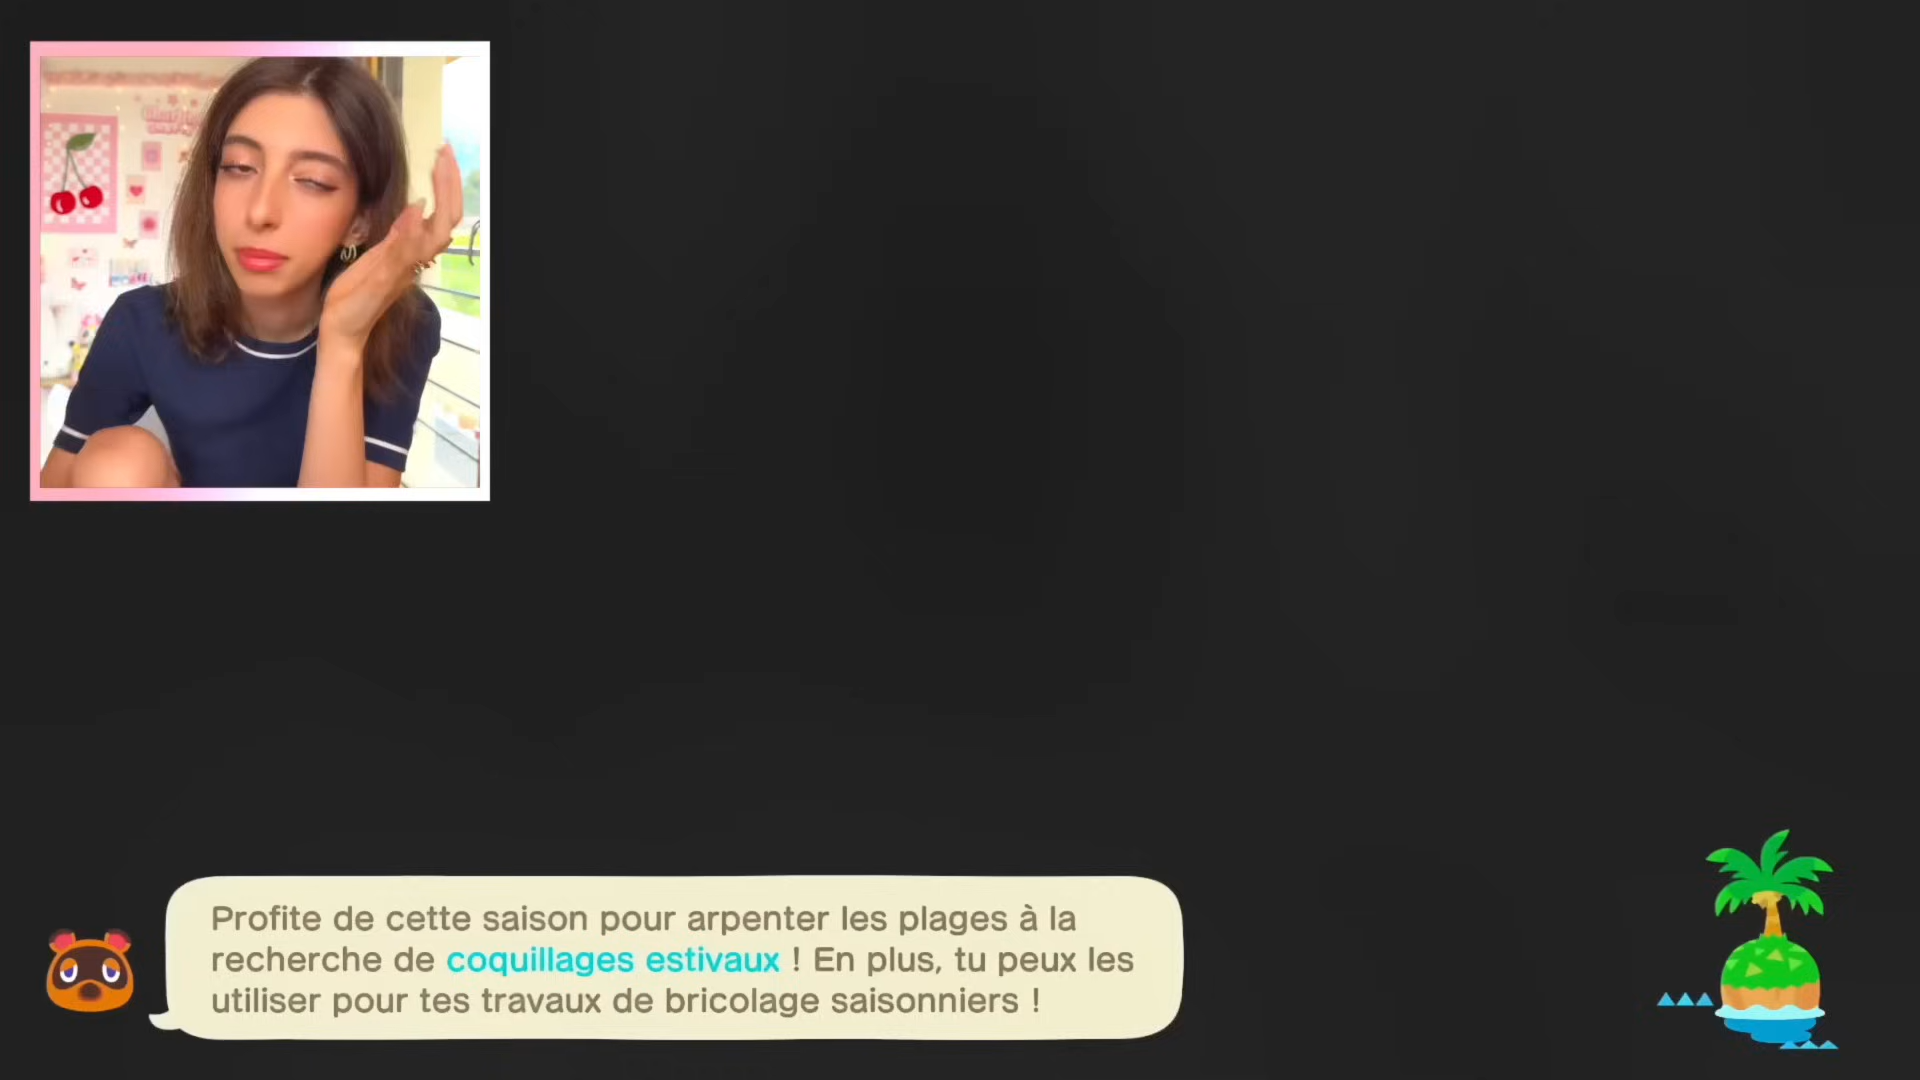 Profite de cette saison pour arpenter les plages à la
recherche de coquillages estivaux ! En plus, tu peux les
utiliser pour tes travaux de bricolage saisonniers !